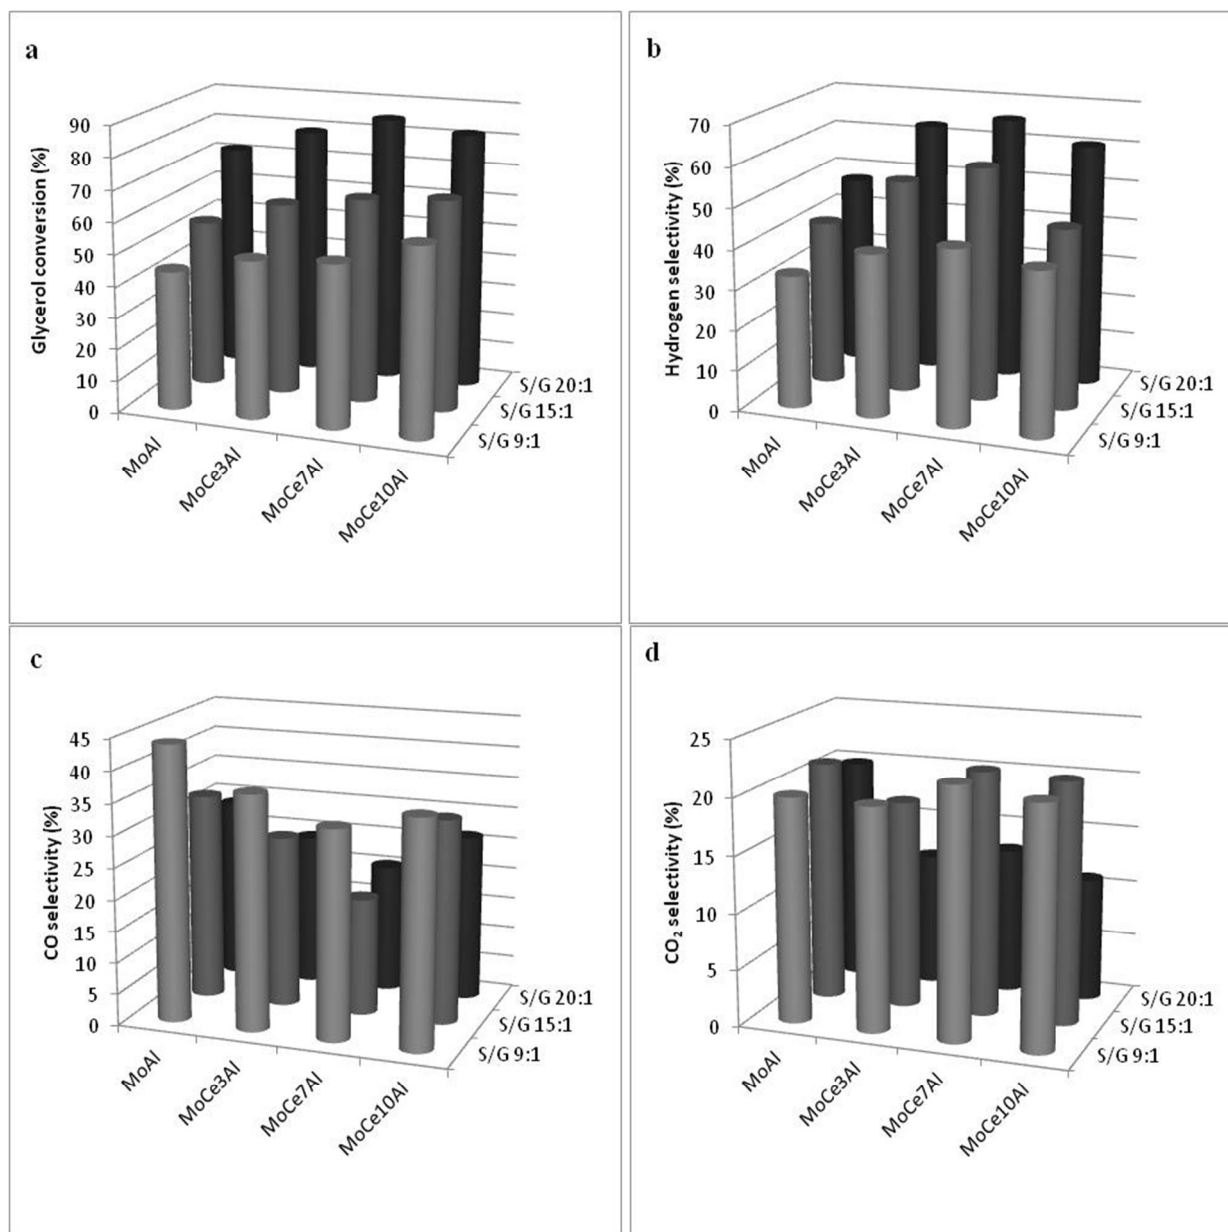 a
Glycerol conversion (%)
90
80
70
60
50
40
30
20
10
0
MoAl
MoCe3Al
MoCe7Al
MoCe10Al
S/G 20:1
S/G 15:1
S/G 9:1
b
Hydrogen selectivity (%)
70
60
50
40
30
20
10
0
MoAl
MoCe3Al
MoCe7Al
MoCe10Al
S/G 20:1
S/G 15:1
S/G 9:1
c
CO selectivity (%)
45
40
35
30
25
20
15
10
5
0
MoAl
MoCe3Al
MoCe7Al
MoCe10Al
S/G 20:1
S/G 15:1
S/G 9:1
d
CO₂ selectivity (%)
25
20
15
10
5
0
MoAl
MoCe3Al
MoCe7Al
MoCe10Al
S/G 20:1
S/G 15:1
S/G 9:1